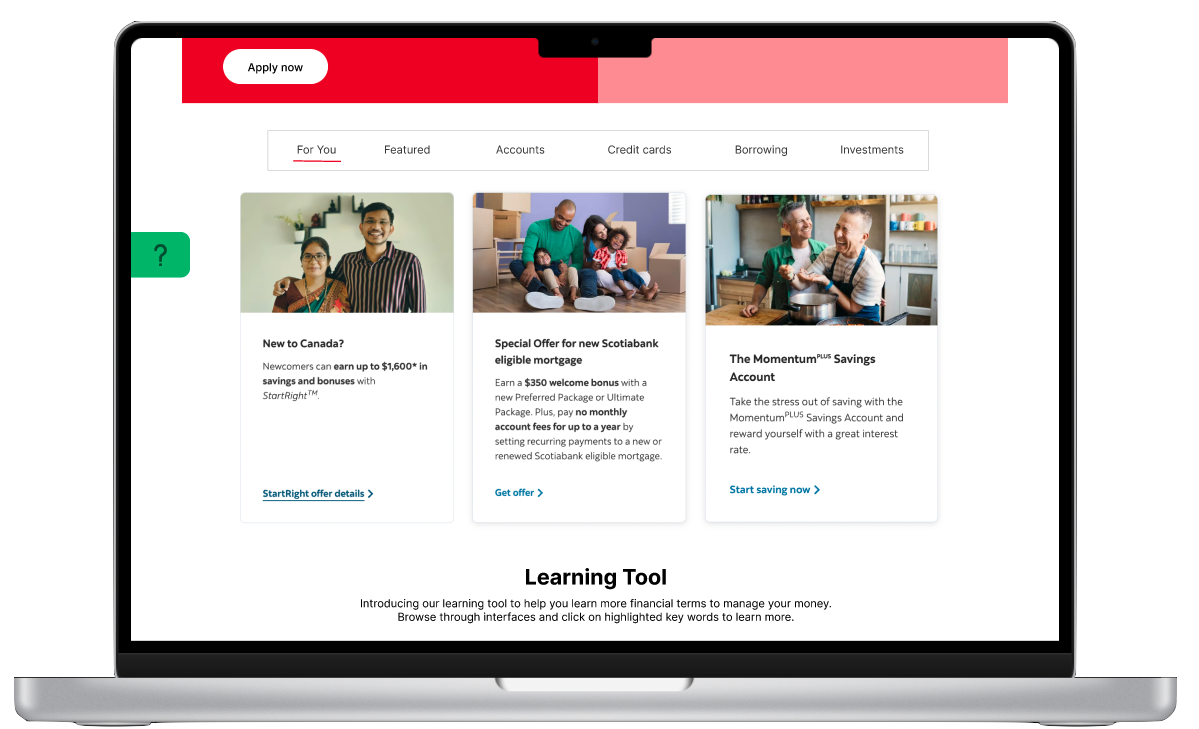 Apply now
For You
Featured
Accounts
Credit cards
Borrowing
Investments
?
New to Canada?
Newcomers can earn up to $1,600* in
savings and bonuses with
StartRight™.
StartRight offer details >
Special Offer for new Scotiabank
eligible mortgage
Earn a $350 welcome bonus with a
new Preferred Package or Ultimate
Package. Plus, pay no monthly
account fees for up to a year by
setting recurring payments to a new or
renewed Scotiabank eligible mortgage.
Get offer >
The MomentumPLUS Savings
Account
Take the stress out of saving with the
MomentumPLUS Savings Account and
reward yourself with a great interest
rate.
Start saving now >
Learning Tool
Introducing our learning tool to help you learn more financial terms to manage your money.
Browse through interfaces and click on highlighted key words to learn more.